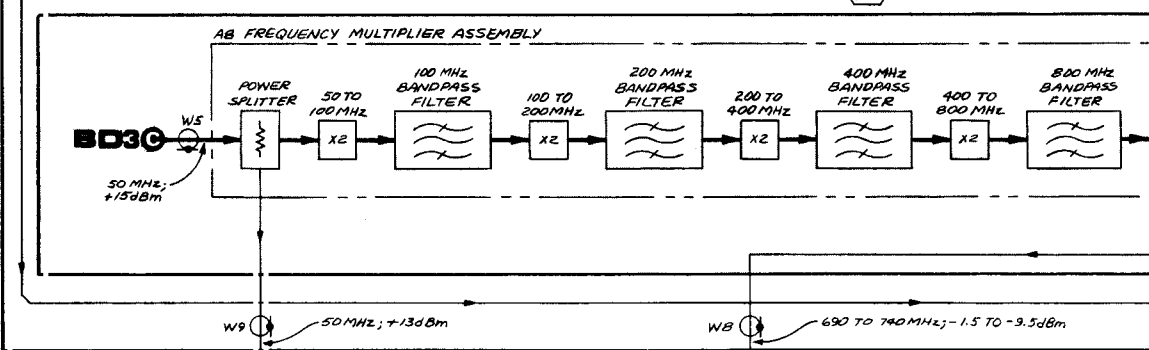 A8 FREQUENCY MULTIPLIER ASSEMBLY
POWER
SPLITTER
50 TO
100 MHz
100 MHz
BANDPASS
FILTER
100 TO
200 MHz
200 MHz
BANDPASS
FILTER
200 TO
400 MHz
400 MHz
BANDPASS
FILTER
400 TO
800 MHz
800 MHz
BANDPASS
FILTER
BD3C
W5
X2
X2
X2
X2
50 MHz;
+15dBm
W9
50 MHz; +13dBm
W8
690 TO 740 MHz; -1.5 TO -9.5dBm